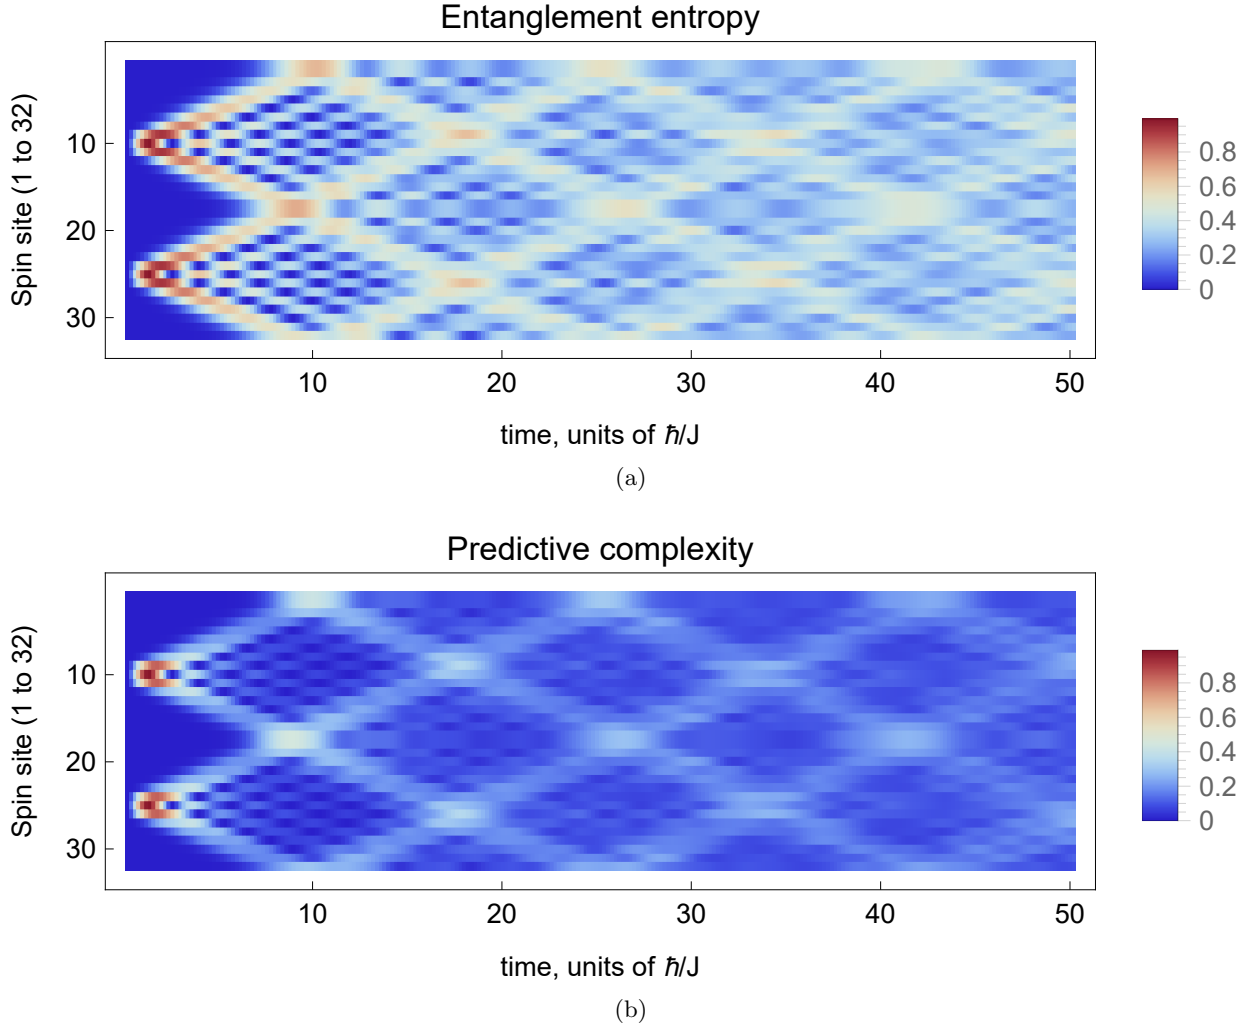 Entanglement entropy
Spin site (1 to 32)
10
20
30
10 20 30 40 50
time, units of ℏ/J
0.8
0.6
0.4
0.2
0
(a)
Predictive complexity
Spin site (1 to 32)
10
20
30
10 20 30 40 50
time, units of ℏ/J
0.8
0.6
0.4
0.2
0
(b)